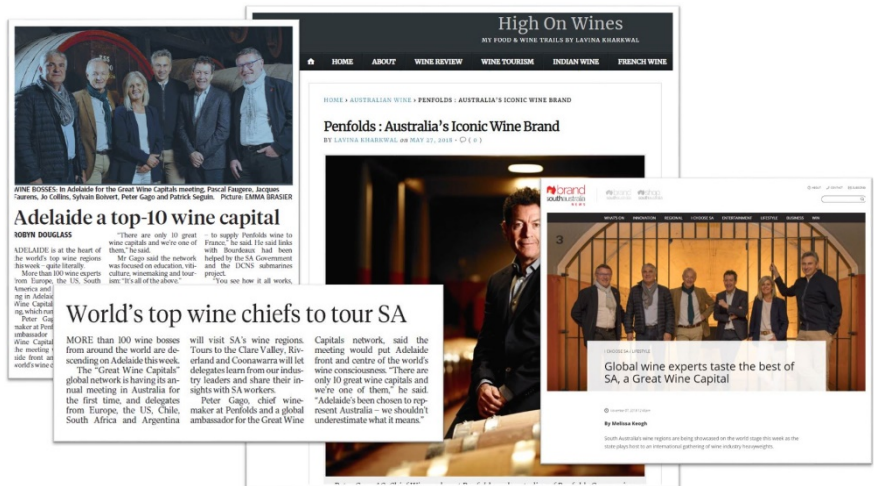 WINE BOSSES: In Adelaide for the Great Wine Capitals meeting, Pascal Faugere, Jacques
Faurens, Jo Collins, Sylvain Boivert, Peter Gago and Patrick Seguin. Picture: EMMA BRASIER
Adelaide a top-10 wine capital
ROBYN DOUGLASS
ADELAIDE is at the heart of
the world's top wine regions
this week – quite literally.
More than 100 wine experts
from Europe, the US, South
America and
ing in Adelaid
Wine Capital
ng, which run
Peter Gag
maker at Penf
ambassador
Wine Capital
the meeting
side front an
world's wine c
"There are only 10 great
wine capitals and we're one of
them," he said.
Mr Gago said the network
was focused on education, viti-
culture, winemaking and tour-
ism: "It's all of the above."
– to supply Penfolds wine to
France," he said. He said links
with Bourdeaux had been
helped by the SA Government
and the DCNS submarines
project.
"You see how it all works,
World's top wine chiefs to tour SA
MORE than 100 wine bosses
from around the world are de-
scending on Adelaide this week.
The "Great Wine Capitals"
global network is having its an-
nual meeting in Australia for
the first time, and delegates
from Europe, the US, Chile,
South Africa and Argentina
will visit SA's wine regions.
Tours to the Clare Valley, Riv-
erland and Coonawarra will let
delegates learn from our indus-
try leaders and share their in-
sights with SA workers.
Peter Gago, chief wine-
maker at Penfolds and a global
ambassador for the Great Wine
Capitals network, said the
meeting would put Adelaide
front and centre of the world's
wine consciousness. "There are
only 10 great wine capitals and
we're one of them," he said.
"Adelaide's been chosen to rep-
resent Australia – we shouldn't
underestimate what it means."
High On Wines
MY FOOD & WINE TRAILS BY LAVINA KHARKWAL
HOME ABOUT WINE REVIEW WINE TOURISM INDIAN WINE FRENCH WINE
HOME › AUSTRALIAN WINE › PENFOLDS : AUSTRALIA'S ICONIC WINE BRAND
Penfolds : Australia's Iconic Wine Brand
BY LAVINA KHARKWAL on MAY 27, 2018 • ( 0 )
brand
southaustralia
NEWS
WHAT'S ON INNOVATION REGIONAL I CHOOSE SA ENTERTAINMENT LIFESTYLE BUSINESS WIN
3
I CHOOSE SA / LIFESTYLE
Global wine experts taste the best of
SA, a Great Wine Capital
By Melissa Keogh
South Australia's wine regions are being showcased on the world stage this week as the
state plays host to an international gathering of wine industry heavyweights.